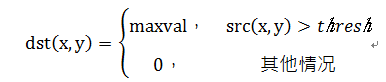 dst(x,y) = { maxval， src(x,y) > thresh
0， 其他情况